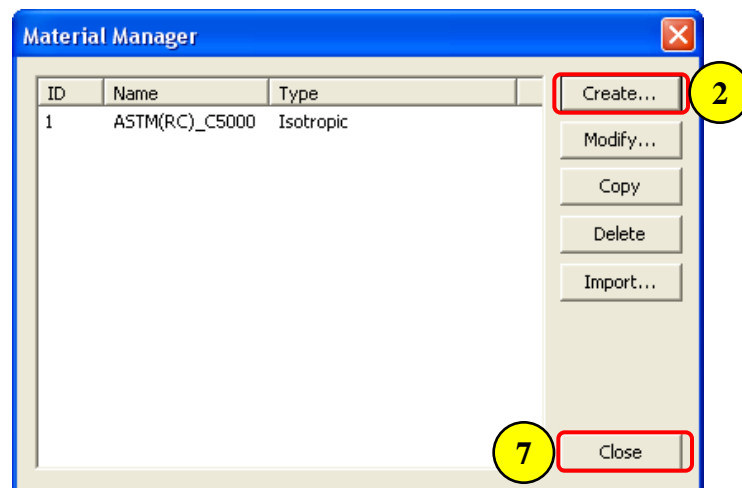 Material Manager
ID Name Type
1 ASTM(RC)_C5000 Isotropic
Create... 2
Modify...
Copy
Delete
Import...
7 Close